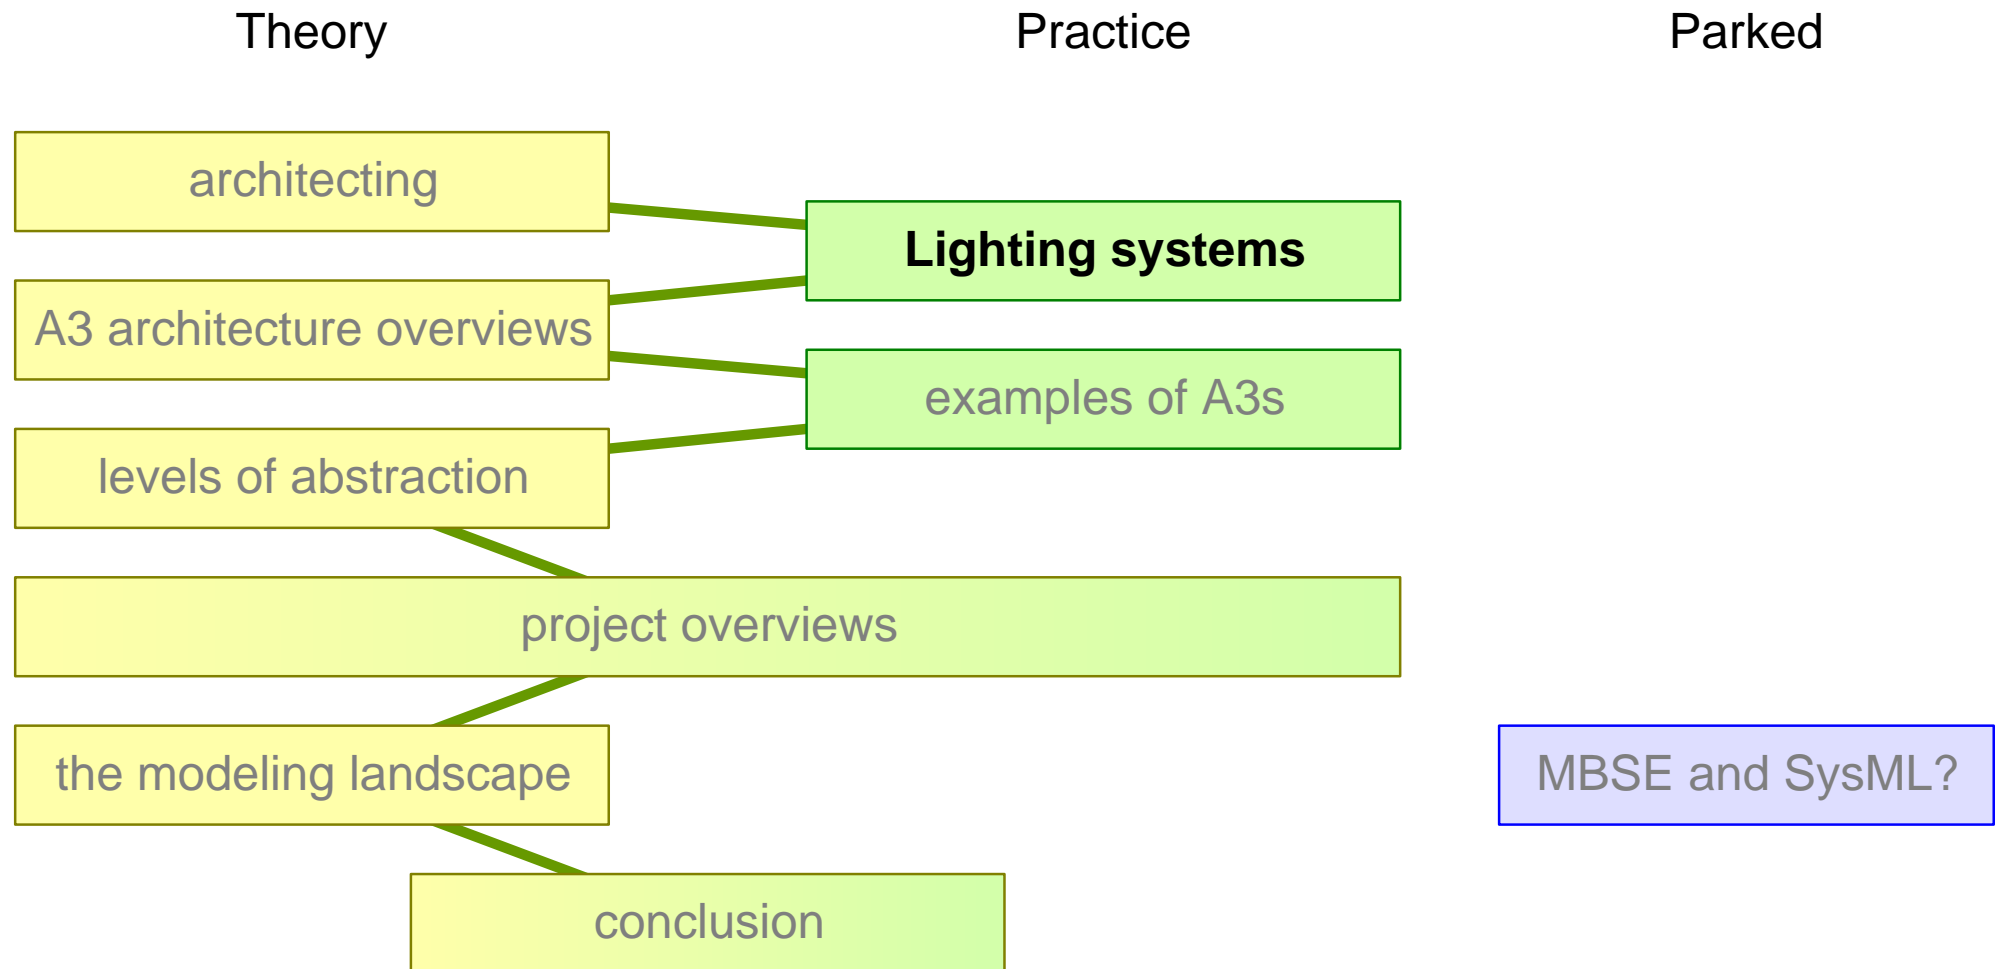 Theory
Practice
Parked
architecting
Lighting systems
A3 architecture overviews
examples of A3s
levels of abstraction
project overviews
the modeling landscape
MBSE and SysML?
conclusion